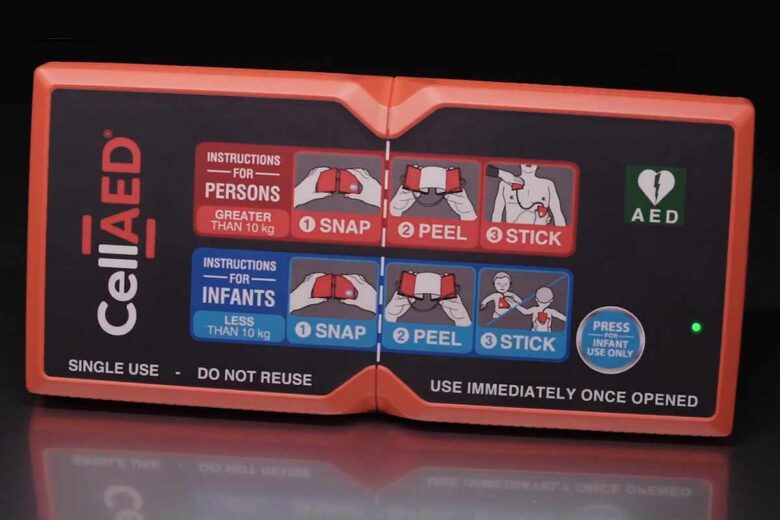 CellAED®
INSTRUCTIONS
FOR
PERSONS
GREATER
THAN 10 kg
1 SNAP
2 PEEL
3 STICK
AED
INSTRUCTIONS
FOR
INFANTS
LESS
THAN 10 kg
1 SNAP
2 PEEL
3 STICK
PRESS
FOR
INFANT
USE ONLY
SINGLE USE - DO NOT REUSE
USE IMMEDIATELY ONCE OPENED